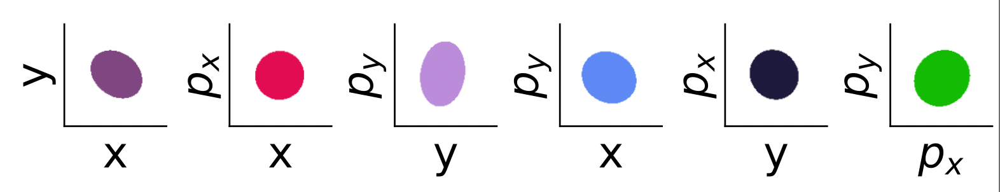 y x
p_x x
p_y y
p_y x
p_x y
p_y p_x